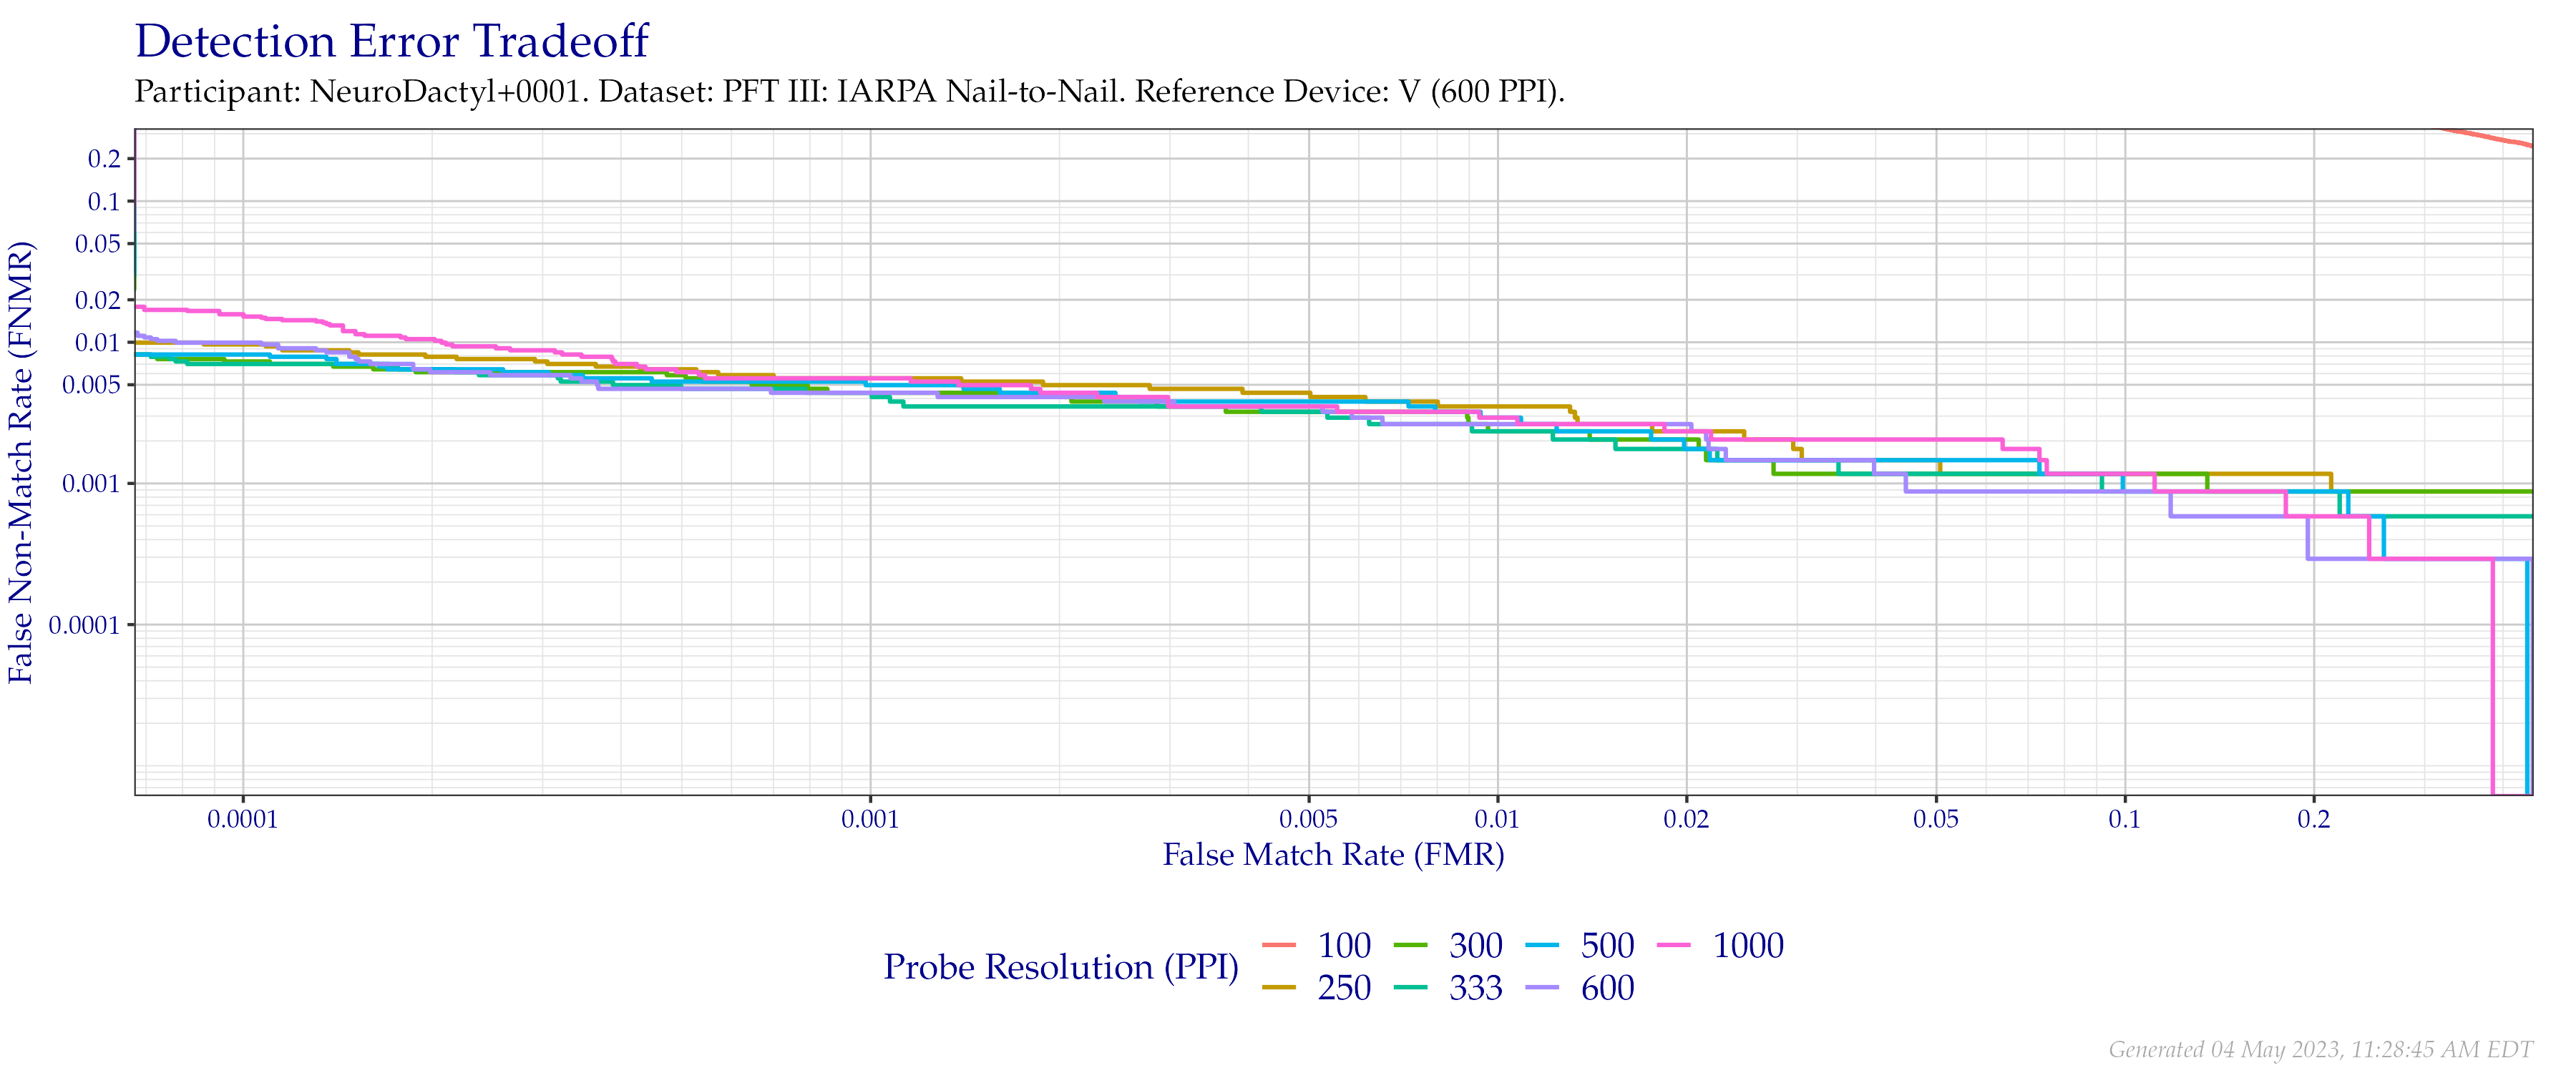 Detection Error Tradeoff
Participant: NeuroDactyl+0001. Dataset: PFT III: IARPA Nail-to-Nail. Reference Device: V (600 PPI).
False Non-Match Rate (FNMR)
0.2
0.1
0.05
0.02
0.01
0.005
0.001
0.0001
0.0001 0.001 0.005 0.01 0.02 0.05 0.1 0.2
False Match Rate (FMR)
Probe Resolution (PPI)
100 300 500 1000
250 333 600
Generated 04 May 2023, 11:28:45 AM EDT